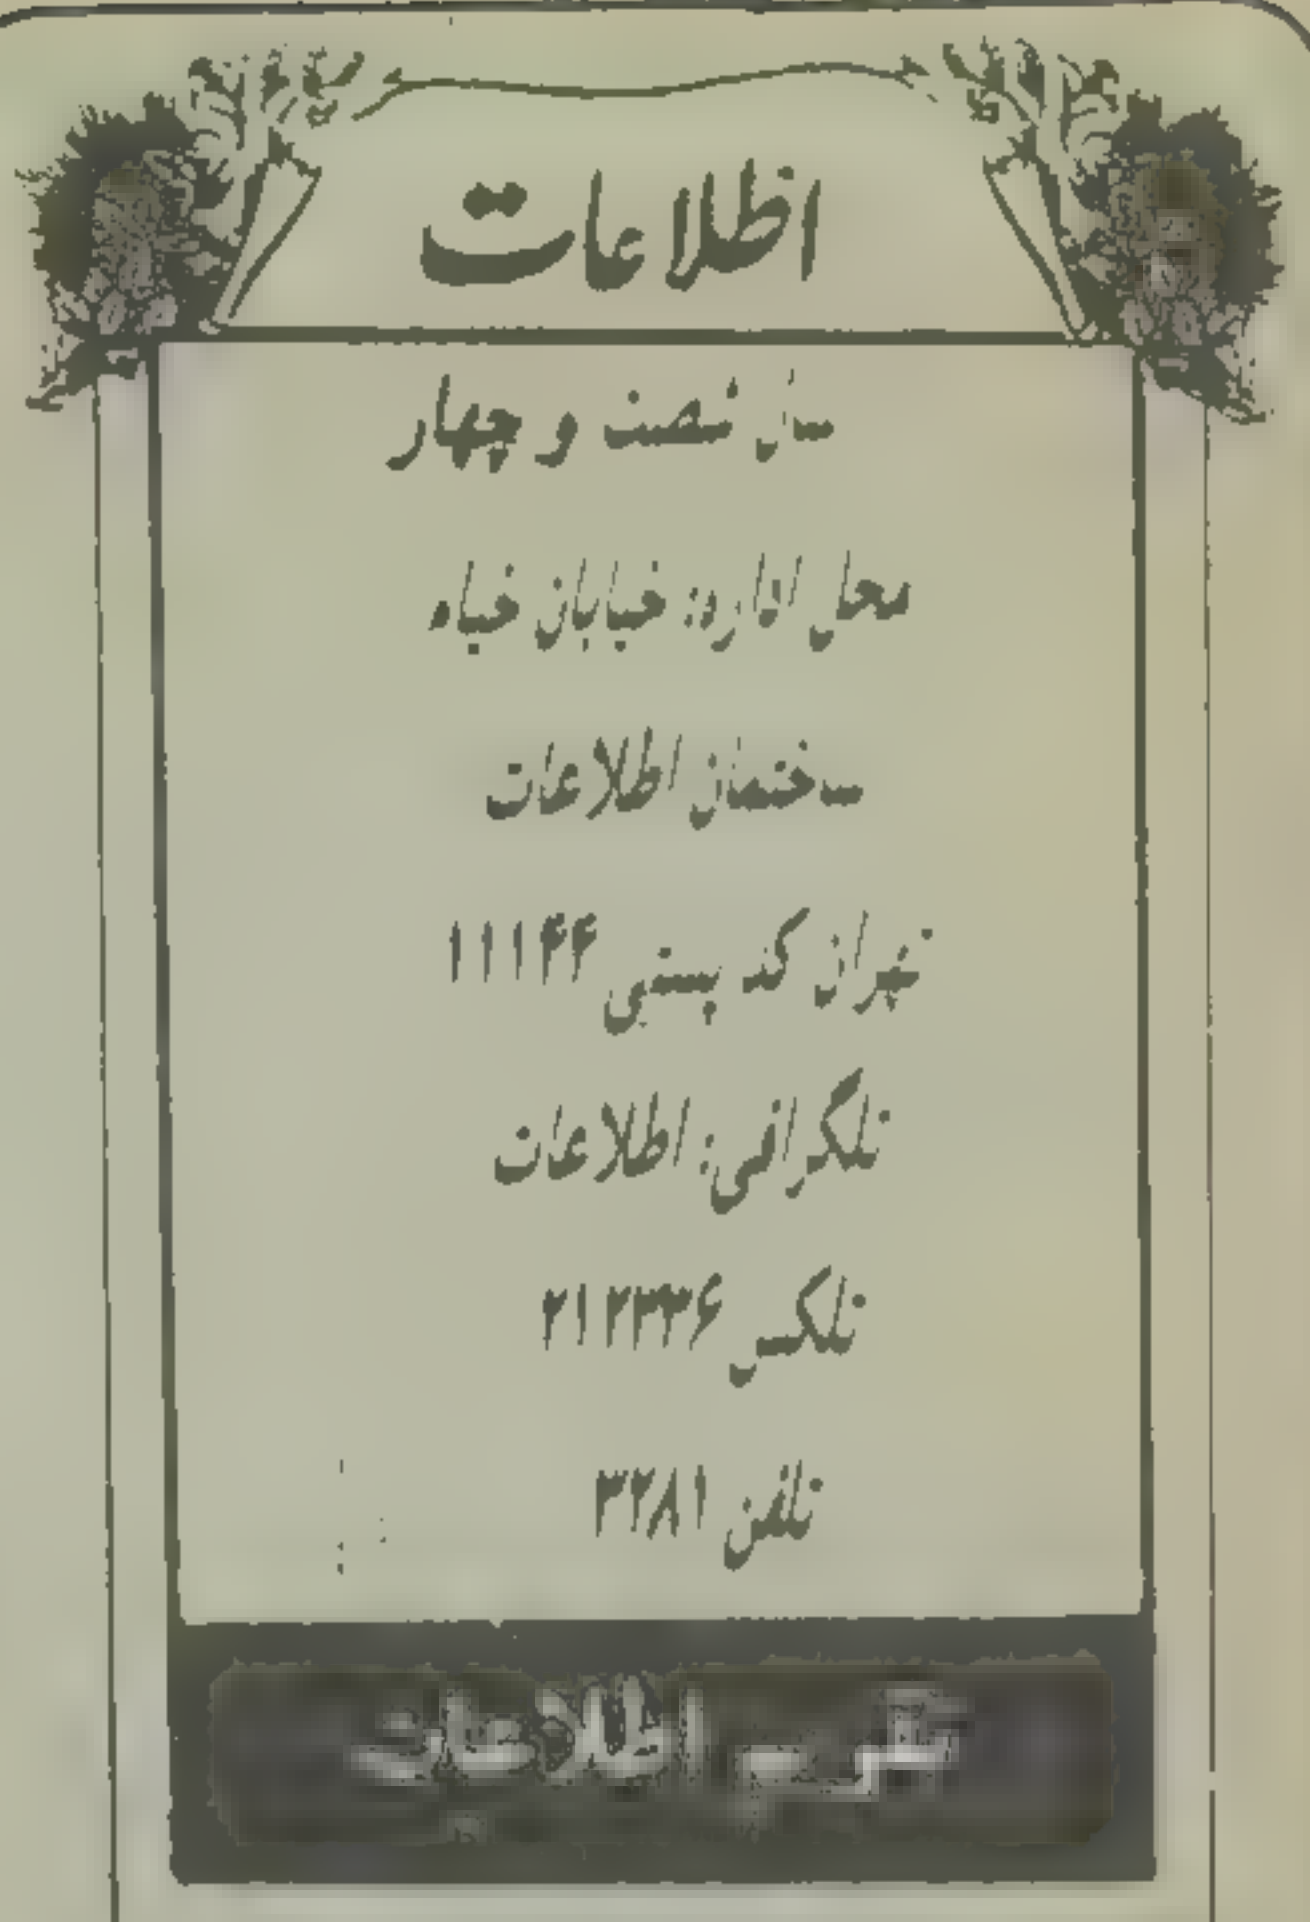 اطلاعات
سال شصت و چهار
محل اداره: خیابان خیام
ساختمان اطلاعات
تهران کد پستی ۱۱۱۴۴
تلگرافی: اطلاعات
تلکس ۲۱۲۳۳۶
تلفن ۳۲۸۱
اطلاعات